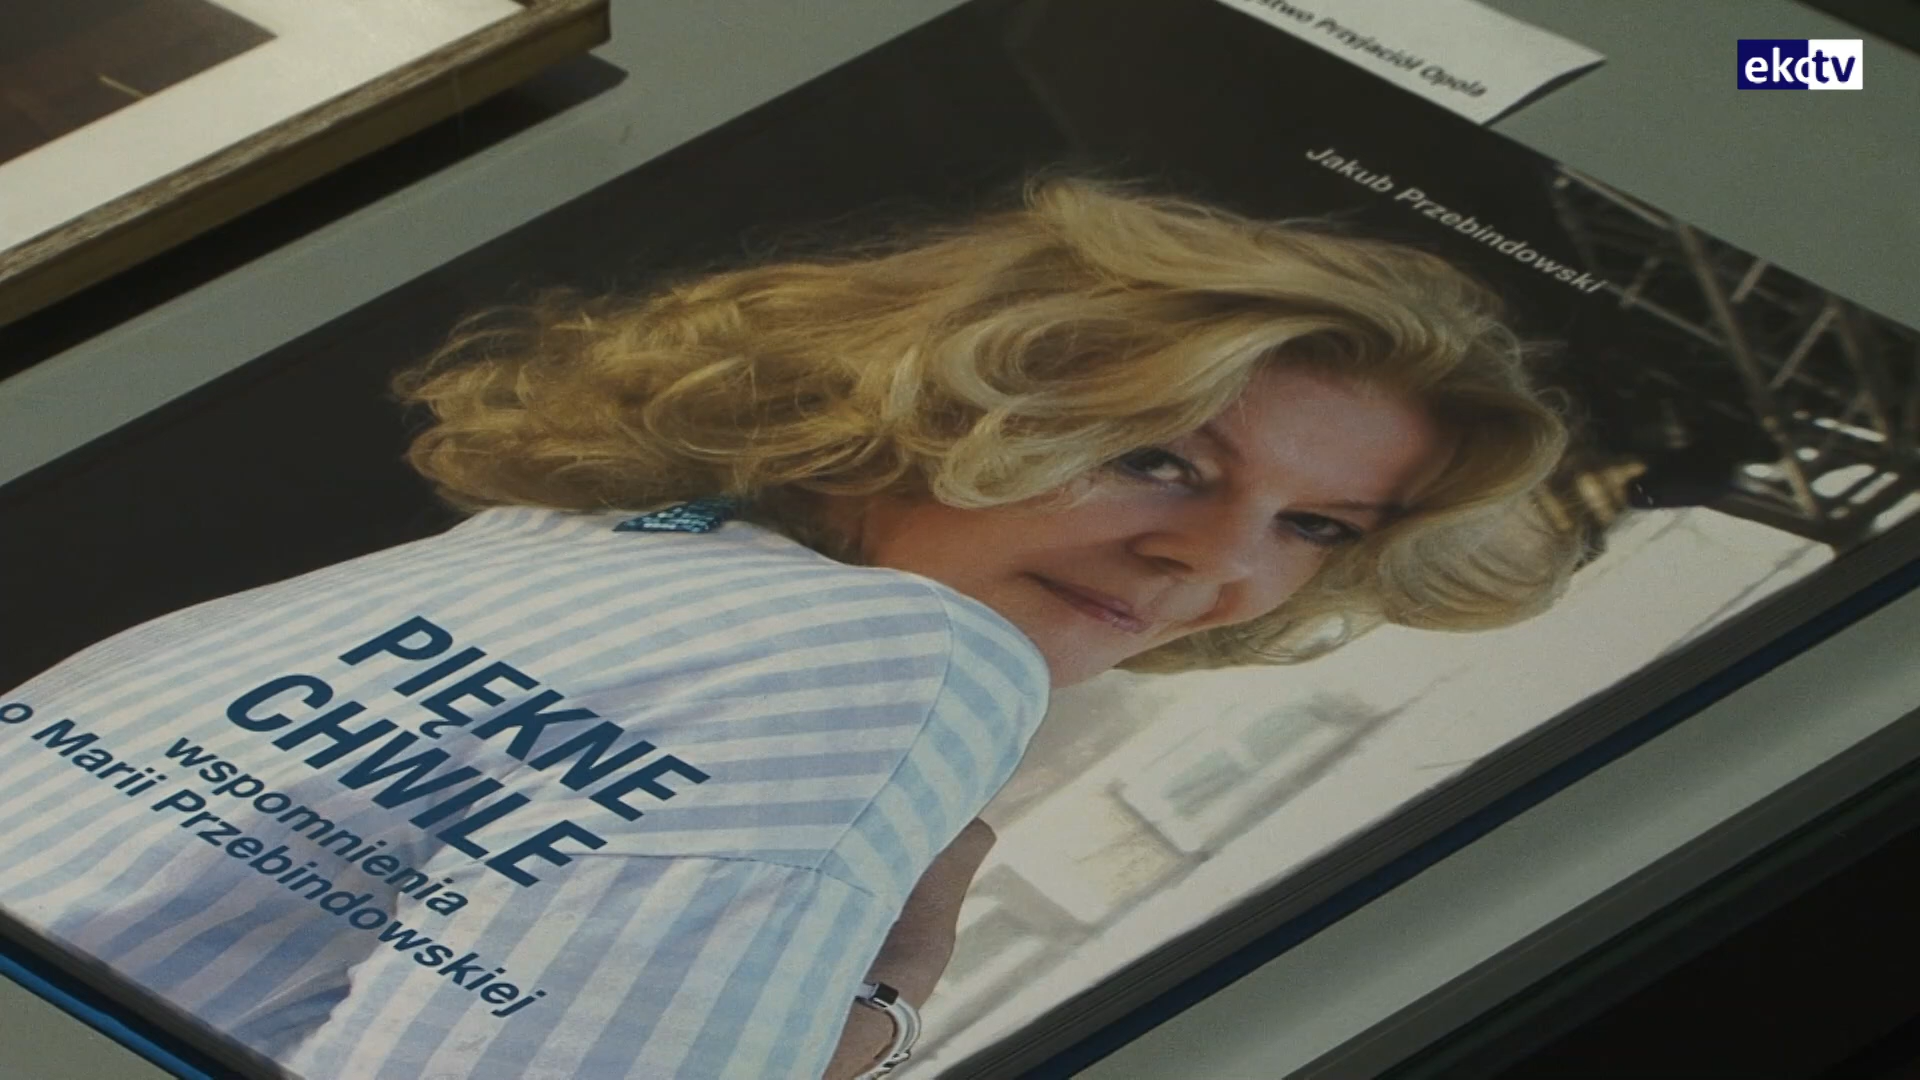 Przyjaciół Opola
ekotv
Jakub Przebindowski
PIĘKNE
CHWILE
wspomnienia
o Marii Przebindowskiej